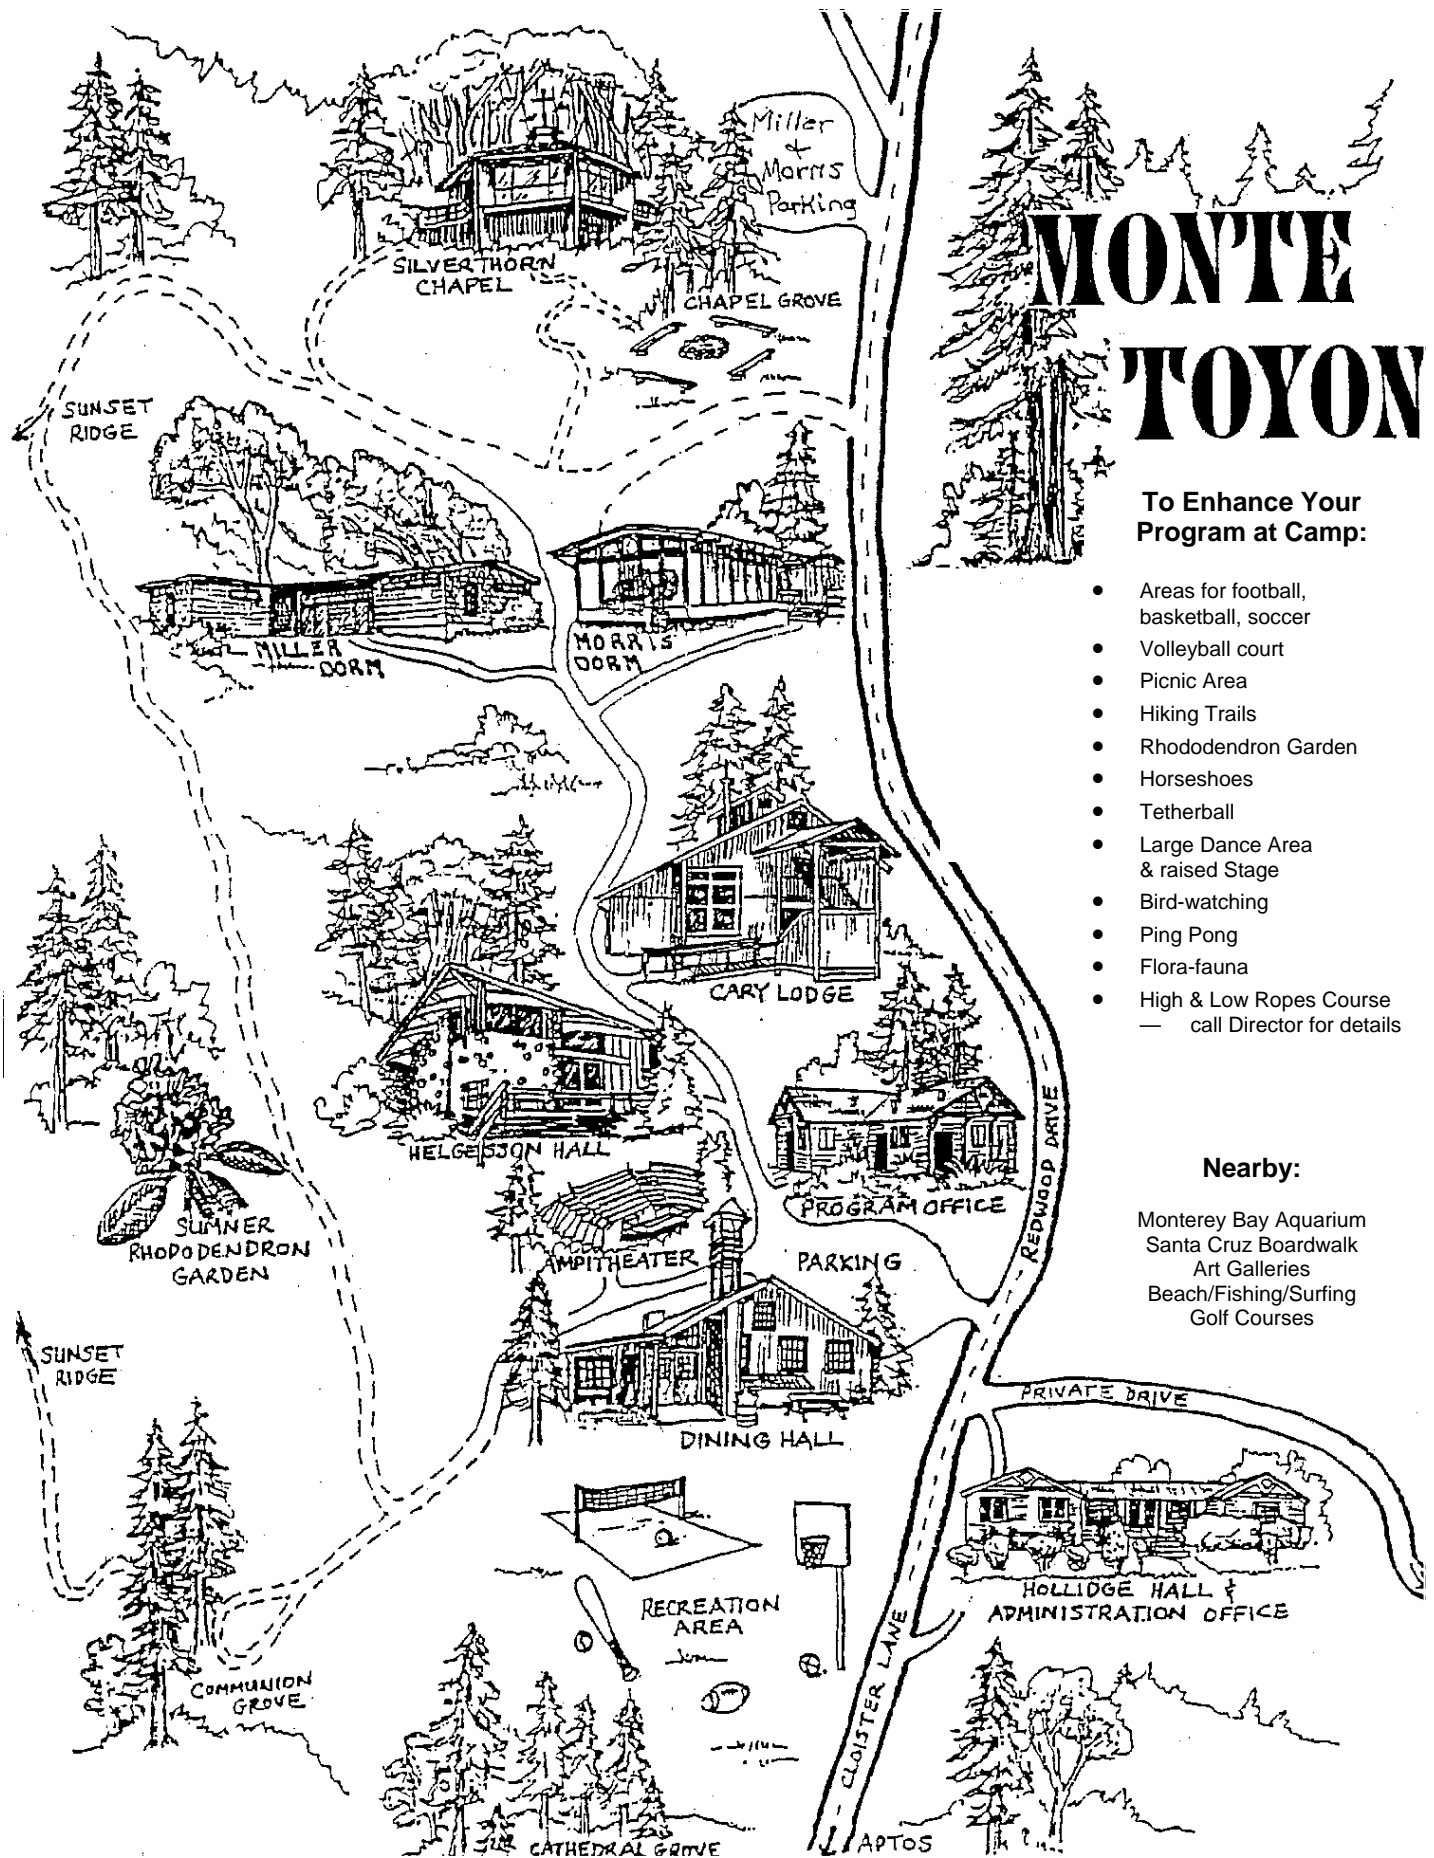 Miller
+
Morris
Parking
SILVERTHORN
CHAPEL
CHAPEL GROVE
MONTE
TOYON
SUNSET
RIDGE
To Enhance Your
Program at Camp:
• Areas for football,
basketball, soccer
• Volleyball court
• Picnic Area
• Hiking Trails
• Rhododendron Garden
• Horseshoes
• Tetherball
• Large Dance Area
& raised Stage
• Bird-watching
• Ping Pong
• Flora-fauna
• High & Low Ropes Course
— call Director for details
MILLER
DORM
MORRIS
DORM
CARY LODGE
HELGESSON HALL
PROGRAM OFFICE
REDWOOD DRIVE
SUMNER
RHODODENDRON
GARDEN
AMPITHEATER
PARKING
Nearby:
Monterey Bay Aquarium
Santa Cruz Boardwalk
Art Galleries
Beach/Fishing/Surfing
Golf Courses
SUNSET
RIDGE
PRIVATE DRIVE
DINING HALL
HOLLIDGE HALL &
ADMINISTRATION OFFICE
RECREATION
AREA
CLOISTER LANE
COMMUNION
GROVE
CATHEDRAL GROVE
APTOS